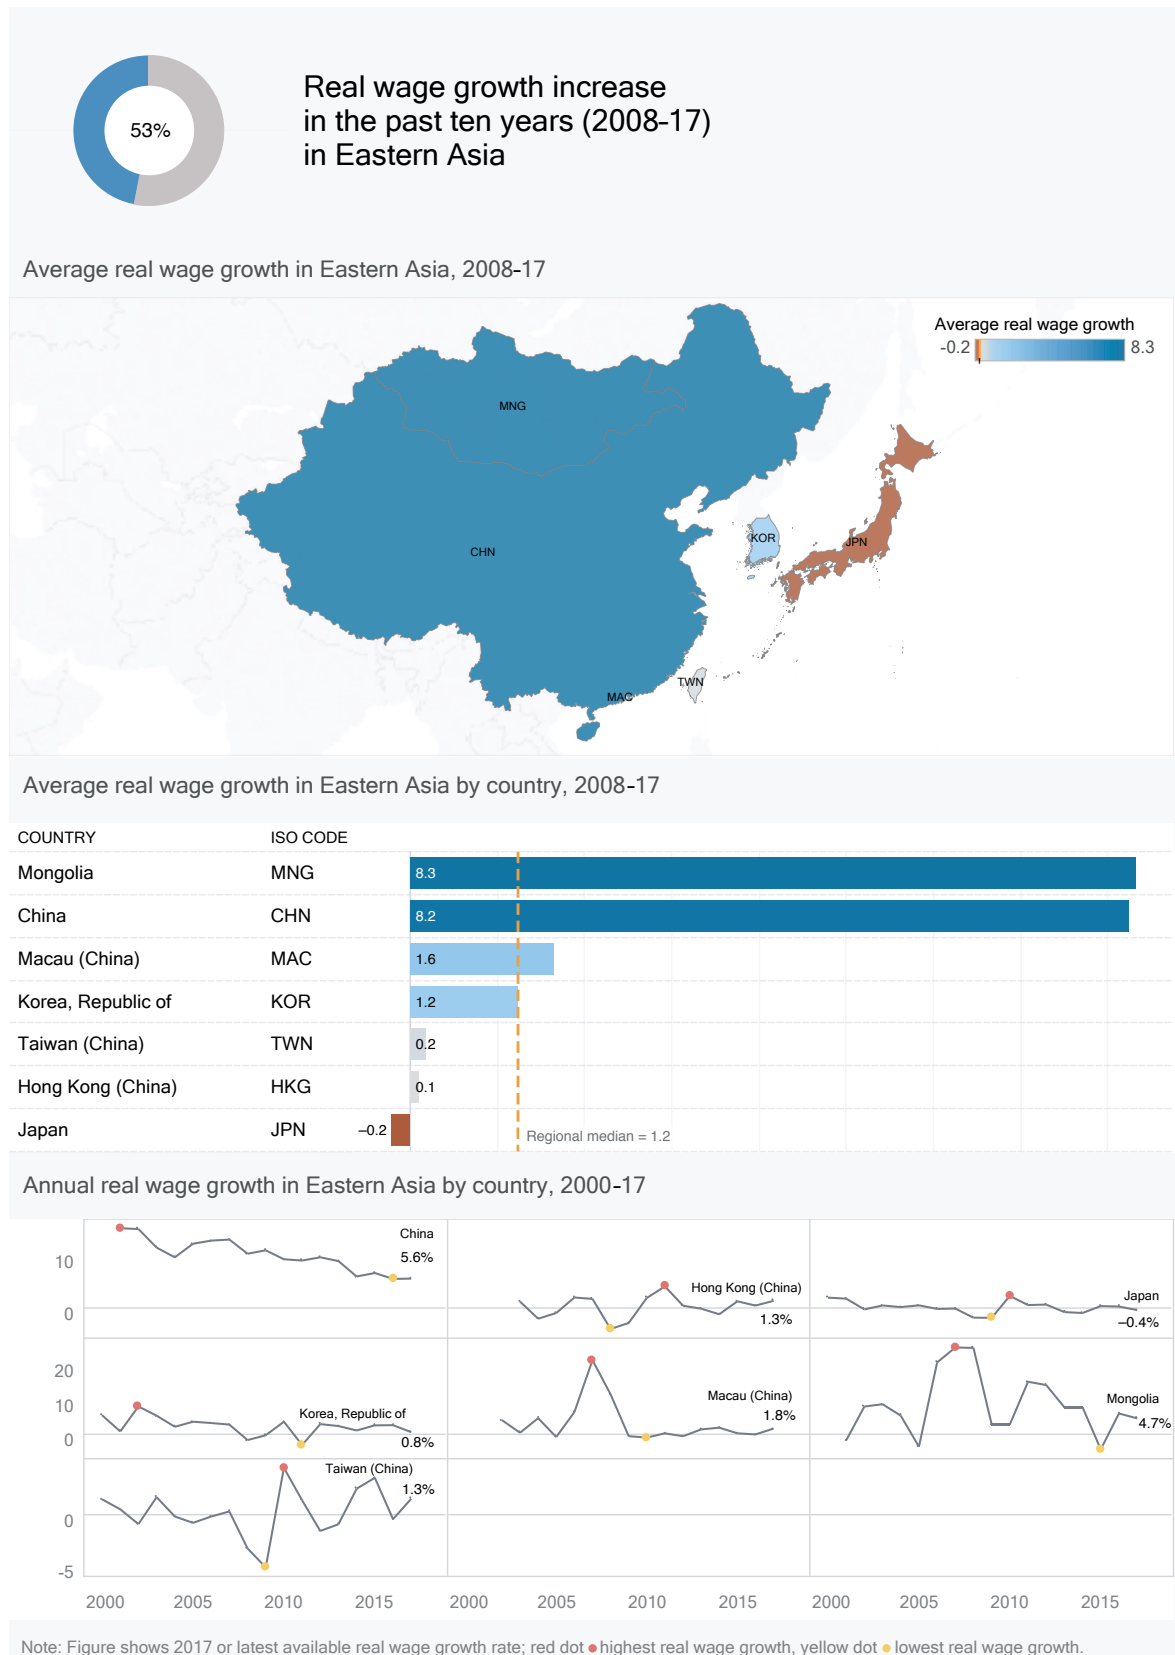 53%
Real wage growth increase
in the past ten years (2008-17)
in Eastern Asia
Average real wage growth in Eastern Asia, 2008-17
Average real wage growth
-0.2 8.3
MNG
CHN
KOR
JPN
TWN
MAC
Average real wage growth in Eastern Asia by country, 2008-17
COUNTRY ISO CODE
Mongolia MNG 8.3
China CHN 8.2
Macau (China) MAC 1.6
Korea, Republic of KOR 1.2
Taiwan (China) TWN 0.2
Hong Kong (China) HKG 0.1
Japan JPN –0.2
Regional median = 1.2
Annual real wage growth in Eastern Asia by country, 2000-17
10
0
China
5.6%
Hong Kong (China)
1.3%
Japan
–0.4%
20
10
0
Korea, Republic of
0.8%
Macau (China)
1.8%
Mongolia
4.7%
0
-5
Taiwan (China)
1.3%
2000 2005 2010 2015 2000 2005 2010 2015 2000 2005 2010 2015
Note: Figure shows 2017 or latest available real wage growth rate; red dot highest real wage growth, yellow dot lowest real wage growth.